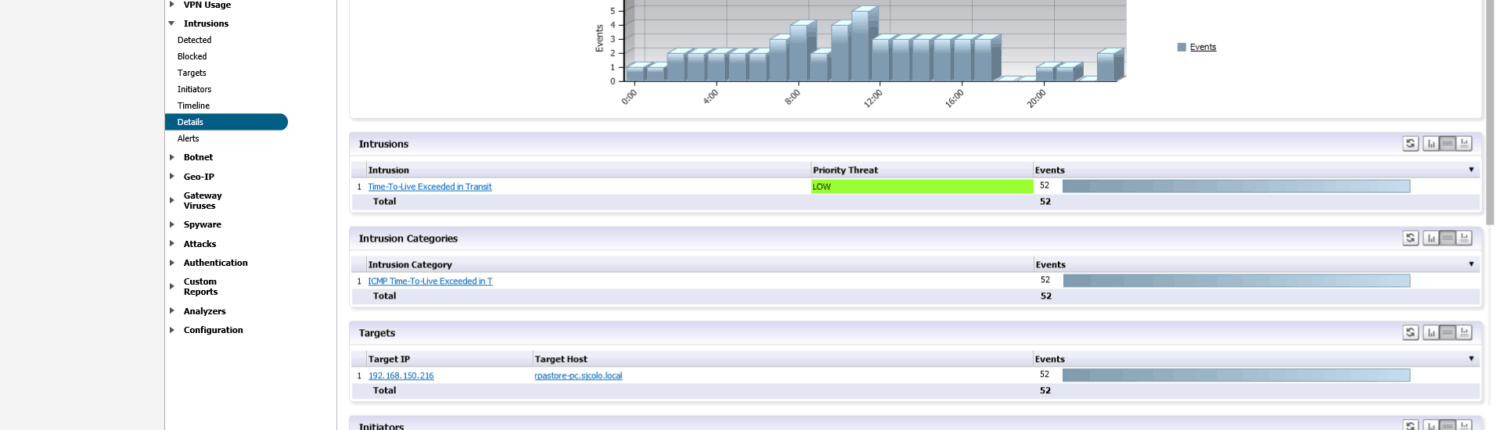 VPN Usage
Intrusions
Detected
Blocked
Targets
Initiators
Timeline
Details
Alerts
Botnet
Geo-IP
Gateway
Viruses
Spyware
Attacks
Authentication
Custom
Reports
Analyzers
Configuration
Events
5
4
3
2
1
0
0:00
4:00
8:00
12:00
16:00
20:00
Events
Intrusions
Intrusion Priority Threat Events
1 Time-To-Live Exceeded in Transit LOW 52
Total 52
Intrusion Categories
Intrusion Category Events
1 ICMP Time-To-Live Exceeded in T 52
Total 52
Targets
Target IP Target Host Events
1 192.168.150.216 rpastore-pc.sjcolo.local 52
Total 52
Initiators